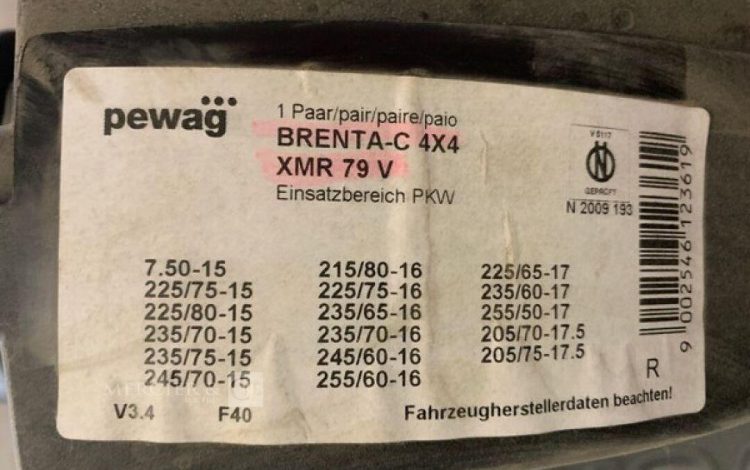 pewag
1 Paar/pair/paire/paio
BRENTA-C 4X4
XMR 79 V
Einsatzbereich PKW
V 5117
N
GEPRÜFT
N 2009 193
9 002546 123619
7.50-15
225/75-15
225/80-15
235/70-15
235/75-15
245/70-15
215/80-16
225/75-16
235/65-16
235/70-16
245/60-16
255/60-16
225/65-17
235/60-17
255/50-17
205/70-17.5
205/75-17.5
R
V3.4 F40
Fahrzeugherstellerdaten beachten!